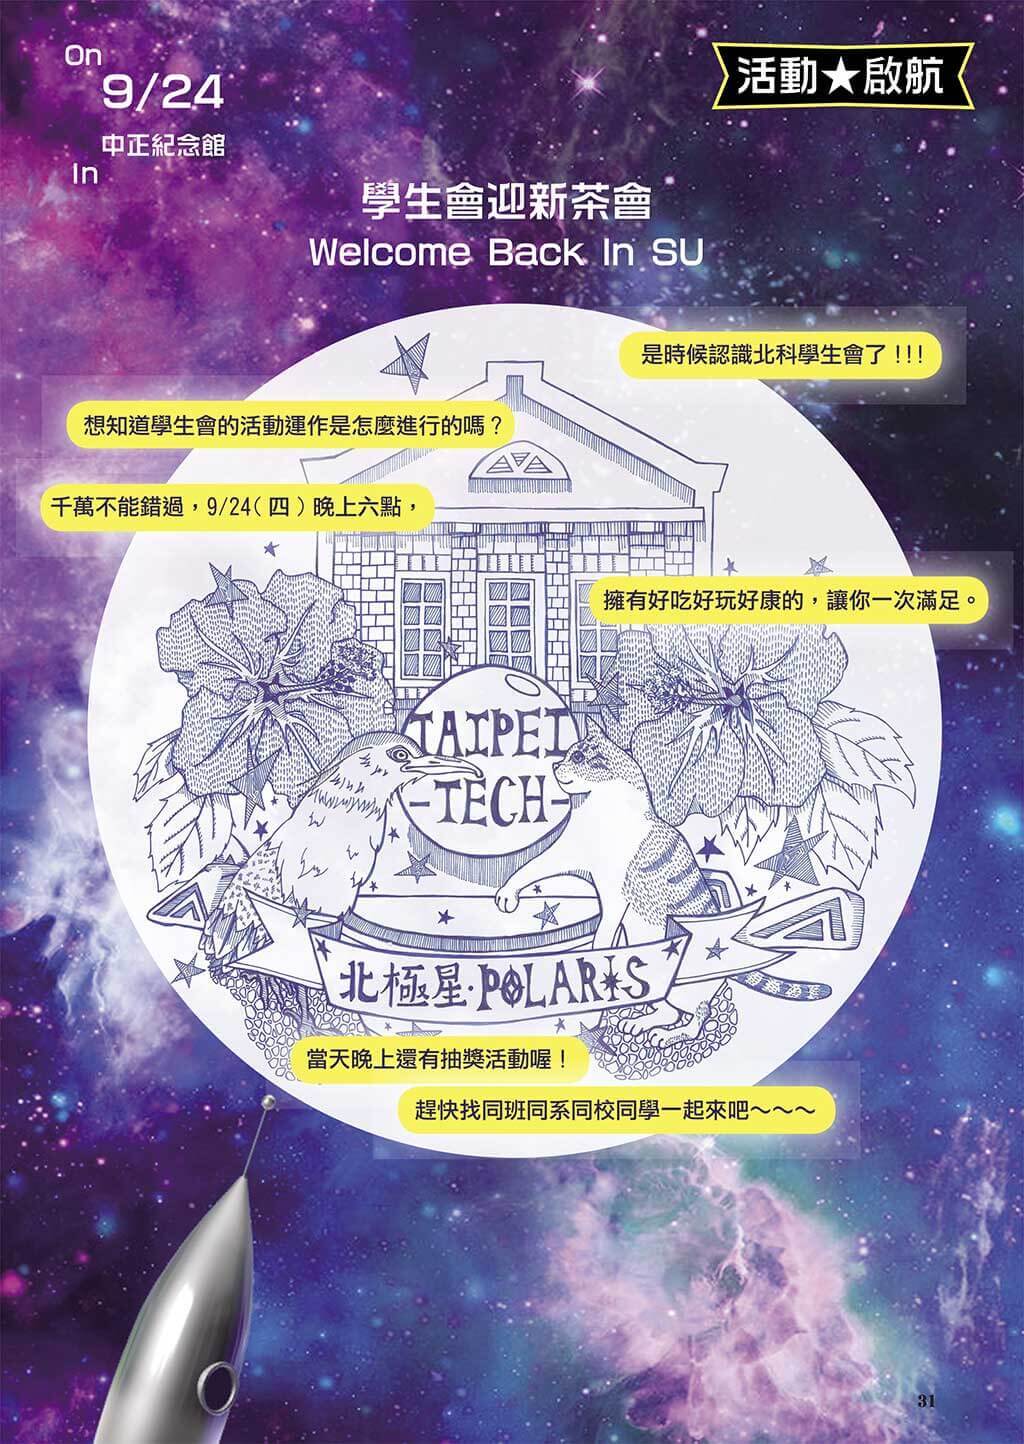 On
9/24
中正紀念館
In
活動★啟航
學生會迎新茶會
Welcome Back In SU
是時候認識北科學生會了!!!
想知道學生會的活動運作是怎麼進行的嗎？
千萬不能錯過，9/24(四)晚上六點，
擁有好吃好玩好康的，讓你一次滿足。
TAIPEI
-TECH-
北極星·POLARIS
當天晚上還有抽獎活動喔！
趕快找同班同系同校同學一起來吧～～～
31